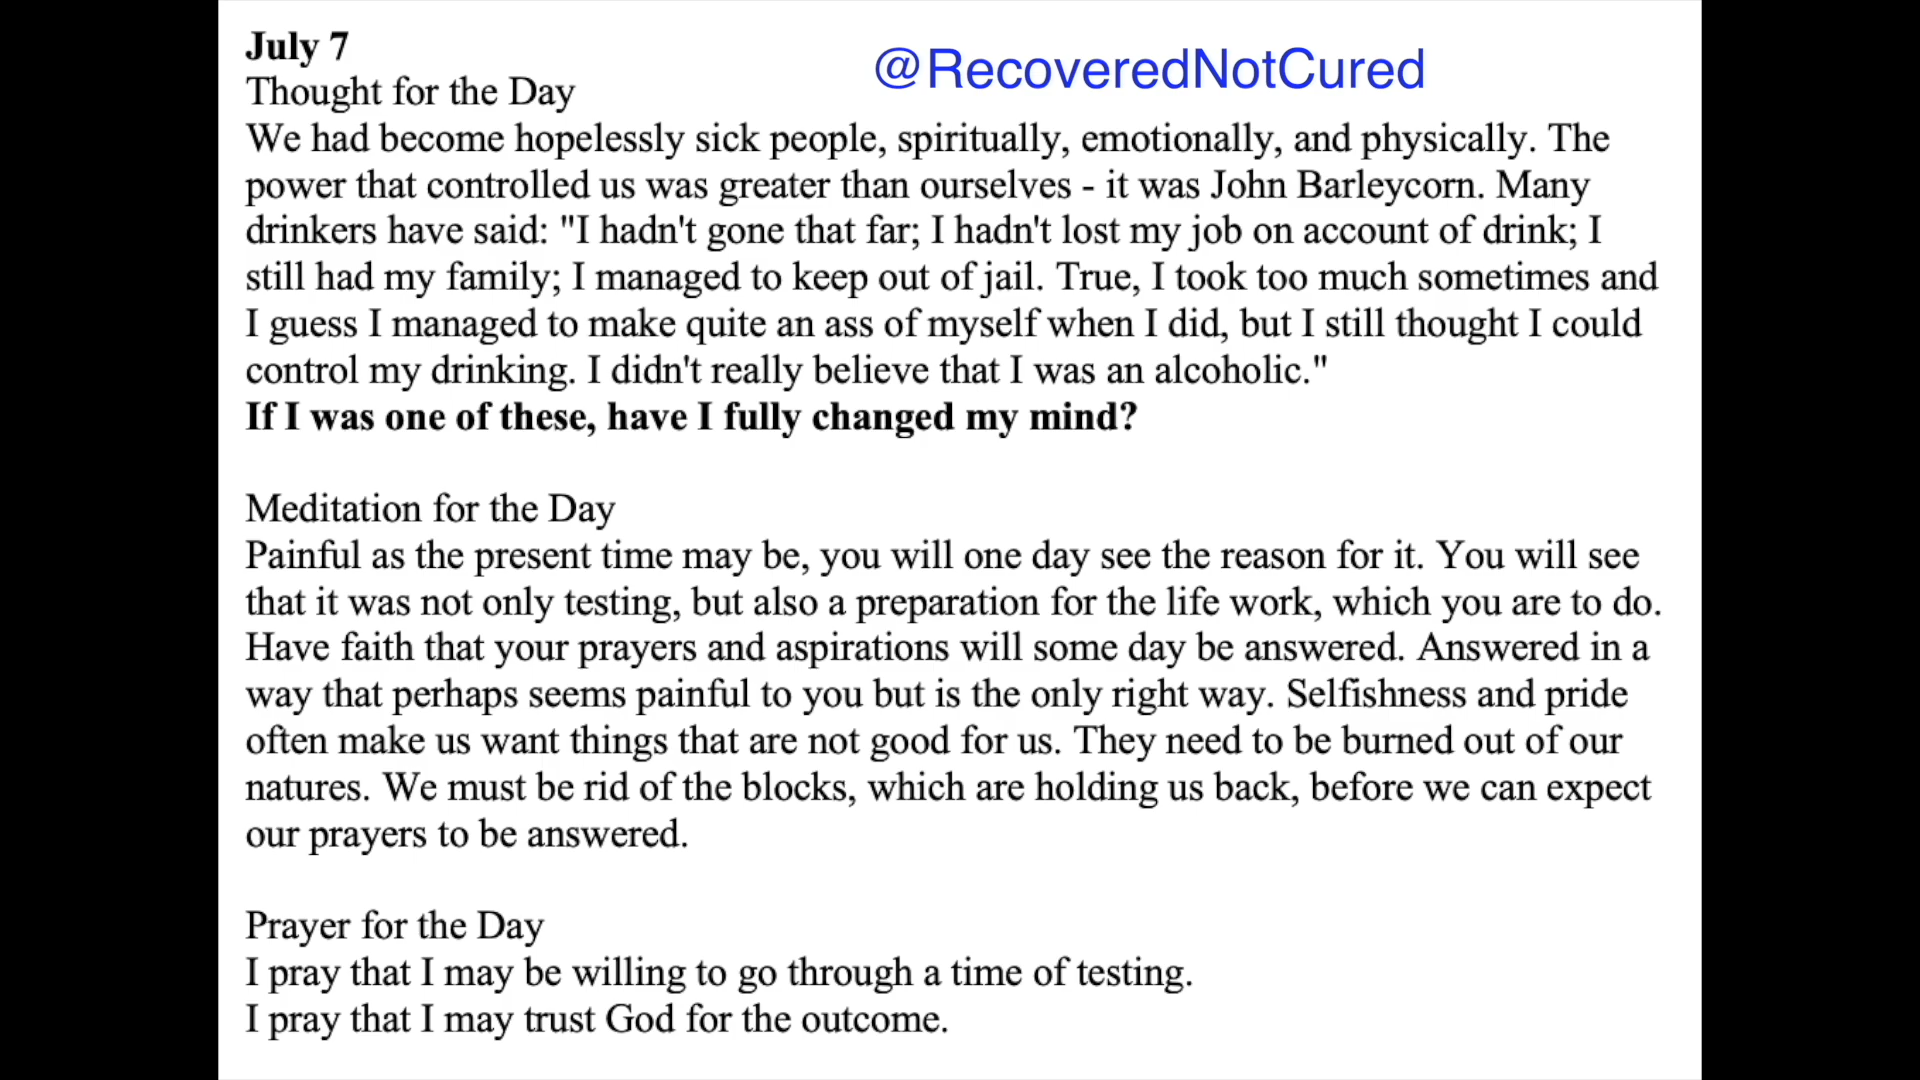 July 7
@RecoveredNotCured
Thought for the Day
We had become hopelessly sick people, spiritually, emotionally, and physically. The
power that controlled us was greater than ourselves - it was John Barleycorn. Many
drinkers have said: "I hadn't gone that far; I hadn't lost my job on account of drink; I
still had my family; I managed to keep out of jail. True, I took too much sometimes and
I guess I managed to make quite an ass of myself when I did, but I still thought I could
control my drinking. I didn't really believe that I was an alcoholic."
If I was one of these, have I fully changed my mind?
Meditation for the Day
Painful as the present time may be, you will one day see the reason for it. You will see
that it was not only testing, but also a preparation for the life work, which you are to do.
Have faith that your prayers and aspirations will some day be answered. Answered in a
way that perhaps seems painful to you but is the only right way. Selfishness and pride
often make us want things that are not good for us. They need to be burned out of our
natures. We must be rid of the blocks, which are holding us back, before we can expect
our prayers to be answered.
Prayer for the Day
I pray that I may be willing to go through a time of testing.
I pray that I may trust God for the outcome.